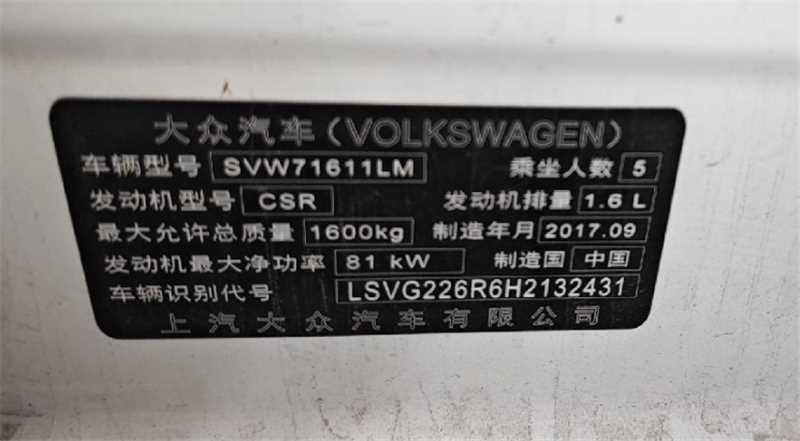 大众汽车(VOLKSWAGEN)
车辆型号 SVW71611LM 乘坐人数 5
发动机型号 CSR 发动机排量 1.6 L
最大允许总质量 1600kg 制造年月 2017.09
发动机最大净功率 81 kW 制造国 中国
车辆识别代号 LSVG226R6H2132431
上汽大众汽车有限公司